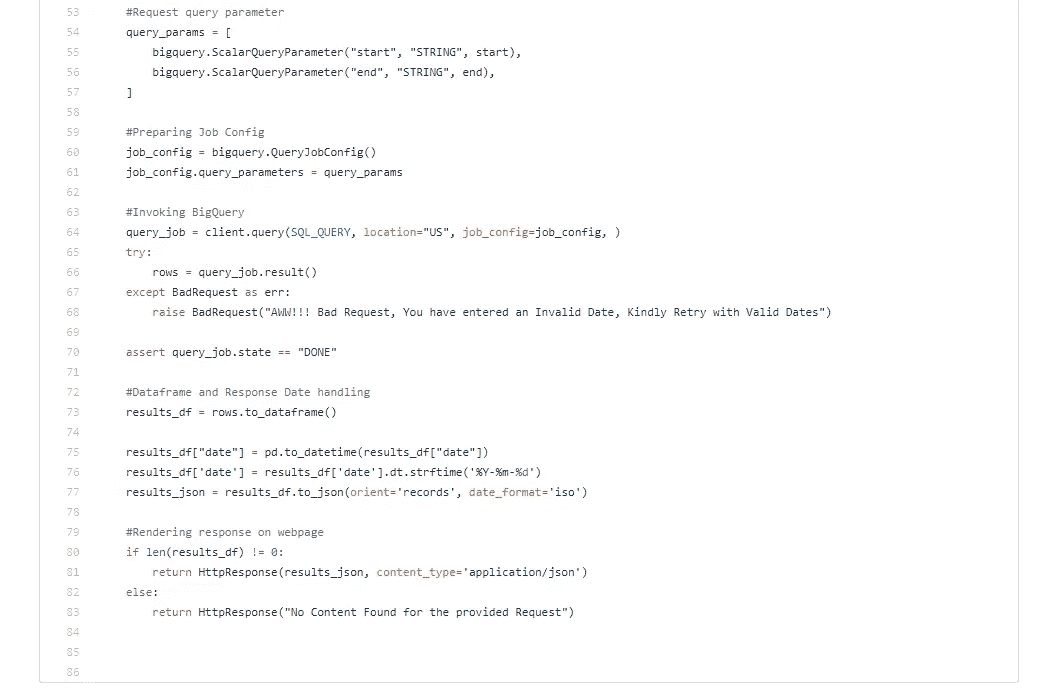 53 #Request query parameter
54 query_params = [
55 bigquery.ScalarQueryParameter("start", "STRING", start),
56 bigquery.ScalarQueryParameter("end", "STRING", end),
57 ]
58
59 #Preparing Job Config
60 job_config = bigquery.QueryJobConfig()
61 job_config.query_parameters = query_params
62
63 #Invoking BigQuery
64 query_job = client.query(SQL_QUERY, location="US", job_config=job_config, )
65 try:
66 rows = query_job.result()
67 except BadRequest as err:
68 raise BadRequest("AWW!!! Bad Request, You have entered an Invalid Date, Kindly Retry with Valid Dates")
69
70 assert query_job.state == "DONE"
71
72 #Dataframe and Response Date handling
73 results_df = rows.to_dataframe()
74
75 results_df["date"] = pd.to_datetime(results_df["date"])
76 results_df['date'] = results_df['date'].dt.strftime('%Y-%m-%d')
77 results_json = results_df.to_json(orient='records', date_format='iso')
78
79 #Rendering response on webpage
80 if len(results_df) != 0:
81 return HttpResponse(results_json, content_type='application/json')
82 else:
83 return HttpResponse("No Content Found for the provided Request")
84
85
86